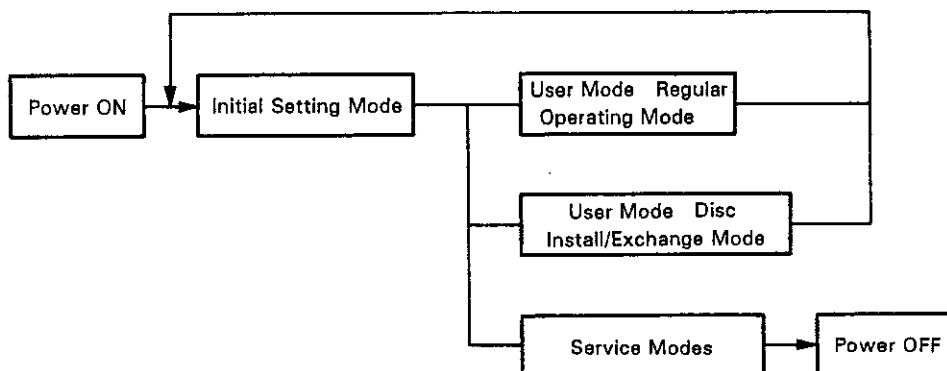 Power ON
Initial Setting Mode
User Mode Regular
Operating Mode
User Mode Disc
Install/Exchange Mode
Service Modes
Power OFF